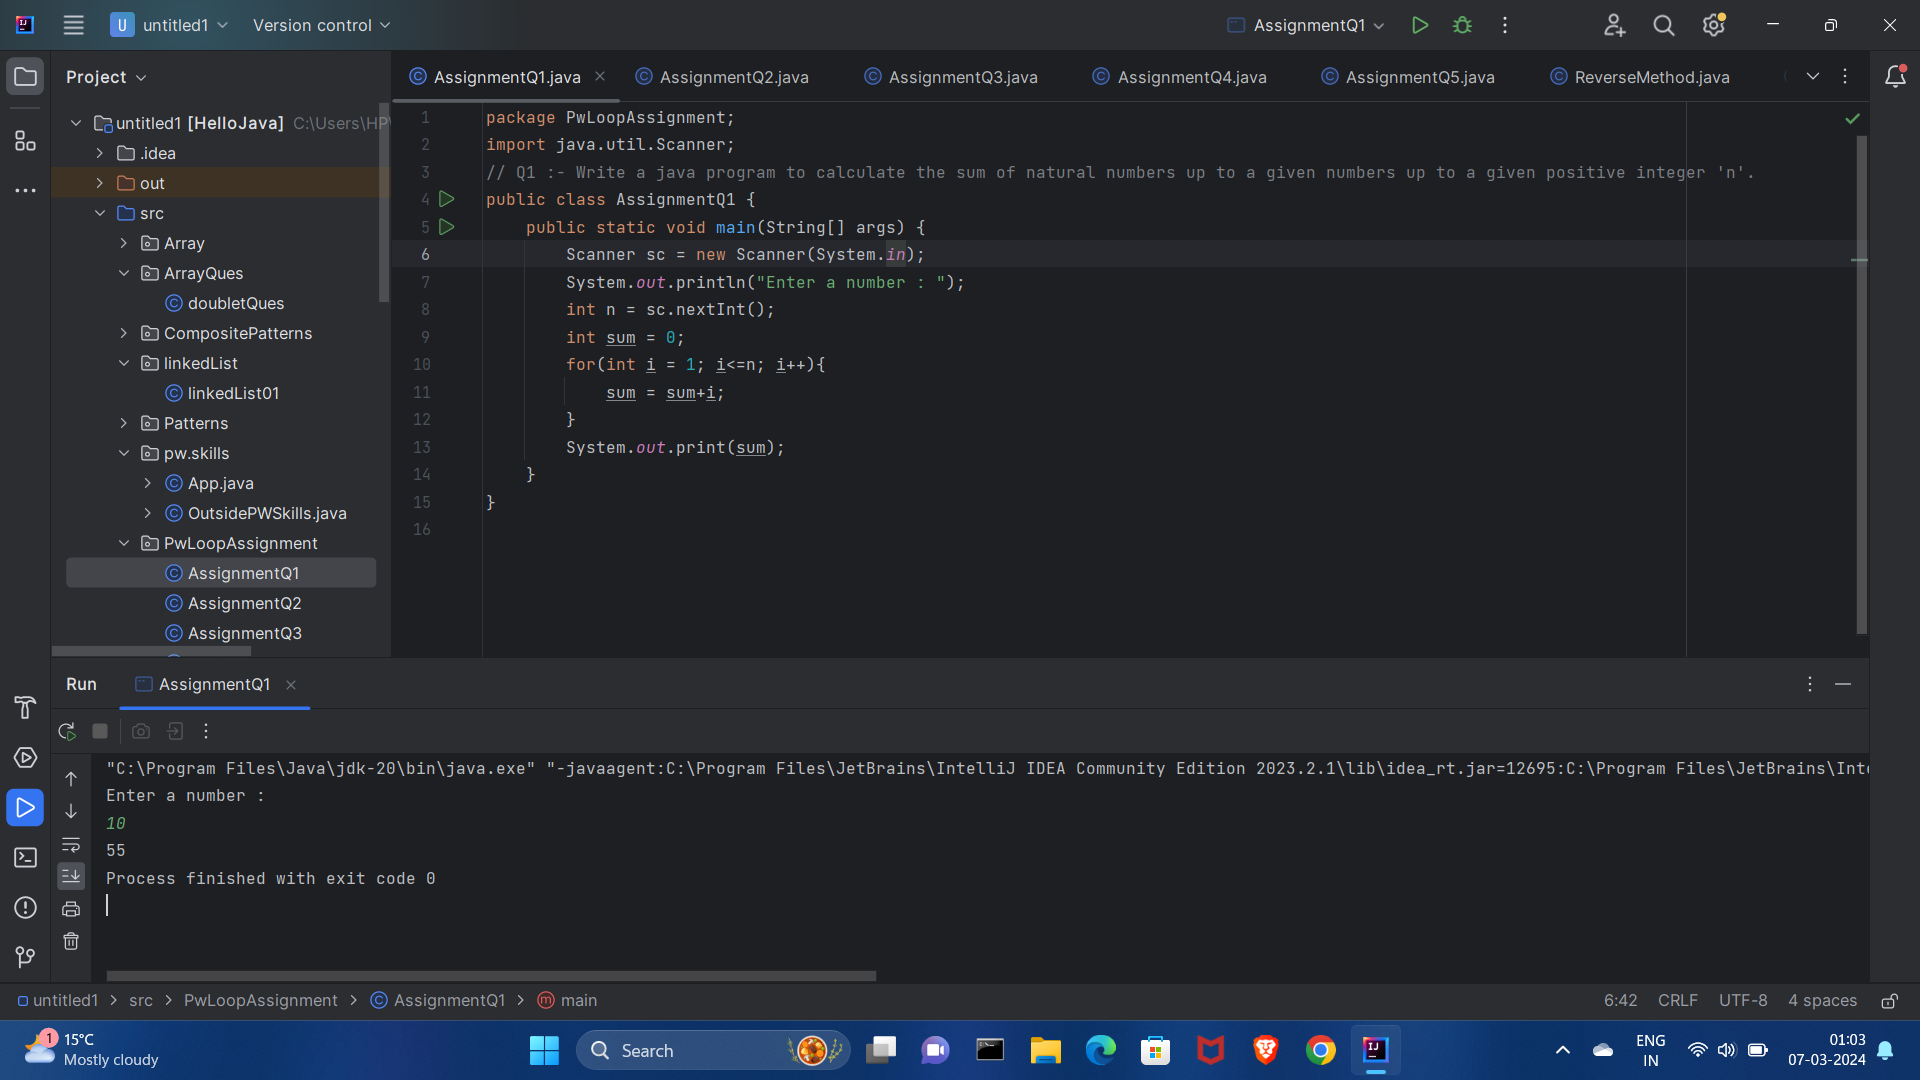 untitled1 Version control AssignmentQ1
U
Project
AssignmentQ1.java AssignmentQ2.java AssignmentQ3.java AssignmentQ4.java AssignmentQ5.java ReverseMethod.java
untitled1 [HelloJava] C:\Users\HP
.idea
out
src
Array
ArrayQues
doubletQues
CompositePatterns
linkedList
linkedList01
Patterns
pw.skills
App.java
OutsidePWSkills.java
PwLoopAssignment
AssignmentQ1
AssignmentQ2
AssignmentQ3
1 package PwLoopAssignment;
2 import java.util.Scanner;
3 // Q1 :- Write a java program to calculate the sum of natural numbers up to a given numbers up to a given positive integer 'n'.
4 public class AssignmentQ1 {
5 public static void main(String[] args) {
6 Scanner sc = new Scanner(System.in);
7 System.out.println("Enter a number : ");
8 int n = sc.nextInt();
9 int sum = 0;
10 for(int i = 1; i<=n; i++){
11 sum = sum+i;
12 }
13 System.out.print(sum);
14 }
15 }
16
Run AssignmentQ1
"C:\Program Files\Java\jdk-20\bin\java.exe" "-javaagent:C:\Program Files\JetBrains\IntelliJ IDEA Community Edition 2023.2.1\lib\idea_rt.jar=12695:C:\Program Files\JetBrains\Inte
Enter a number :
10
55
Process finished with exit code 0
untitled1 > src > PwLoopAssignment > AssignmentQ1 > main
6:42 CRLF UTF-8 4 spaces
1
15°C
Mostly cloudy
Search
ENG
IN
01:03
07-03-2024